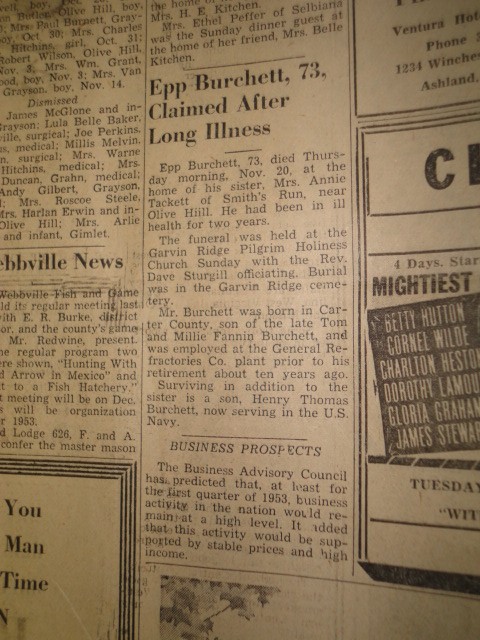 boy, Oct. 26;
Olive Hill, boy,
Mrs. Paul Burnett, Gray-
boy, Oct 30; Mrs. Charles
Hitchins, girl, Oct. 31;
Robert Wilson, Olive Hill,
Nov. 3, Mrs. Wm. Grant,
boy, Nov. 3; Mrs. Van
Grayson, boy, Nov. 14.
Dismissed
James McGlone and in-
Grayson; Lula Belle Baker,
surgical; Joe Perkins,
medical; Millis Melvin,
surgical; Mrs. Warne
Hitchins, medical; Mrs.
Duncan, Grahn, medical;
Andy Gilbert, Grayson,
Mrs. Roscoe Steele,
Mrs. Harlan Erwin and in-
Olive Hill; Mrs. Arlie
and infant, Gimlet.
ebbville News
Webbville Fish and Game
held its regular meeting last
with E. R. Burke, district
or, and the county's game
Mr. Redwine, present.
regular program two
were shown, "Hunting With
Arrow in Mexico" and
to a Fish Hatchery."
meeting will be on Dec.
will be organization
1953.
Lodge 626, F. and A.
confer the master mason
You
Man
Time
the home of
Mrs. H. E. Kitchen.
Mrs. Ethel Peffer of Selbiana
was the Sunday dinner guest at
the home of her friend, Mrs. Belle
Kitchen.
Epp Burchett, 73,
Claimed After
Long Illness
Epp Burchett, 73, died Thurs-
day morning, Nov. 20, at the
home of his sister, Mrs. Annie
Tackett of Smith's Run, near
Olive Hiill. He had been in ill
health for two years.
The funeral was held at the
Garvin Ridge Pilgrim Holiness
Church Sunday with the Rev.
Dave Sturgill officiating. Burial
was in the Garvin Ridge ceme-
tery.
Mr. Burchett was born in Car-
ter County, son of the late Tom
and Millie Fannin Burchett, and
was employed at the General Re-
fractories Co. plant prior to his
retirement about ten years ago.
Surviving in addition to the
sister is a son, Henry Thomas
Burchett, now serving in the U.S.
Navy.
BUSINESS PROSPECTS
The Business Advisory Council
has predicted that, at least for
the first quarter of 1953, business
activity in the nation would re-
main at a high level. It added
that this activity would be sup-
ported by stable prices and high
income.
Ventura Hot
Phone
1234 Winche
Ashland,
4 Days. Star
MIGHTIEST
BETTY HUTTON
CORNEL WILDE
CHARLTON HESTO
DOROTHY LAMOU
GLORIA GRAHAM
JAMES STEWA
TUESDAY
"WIT